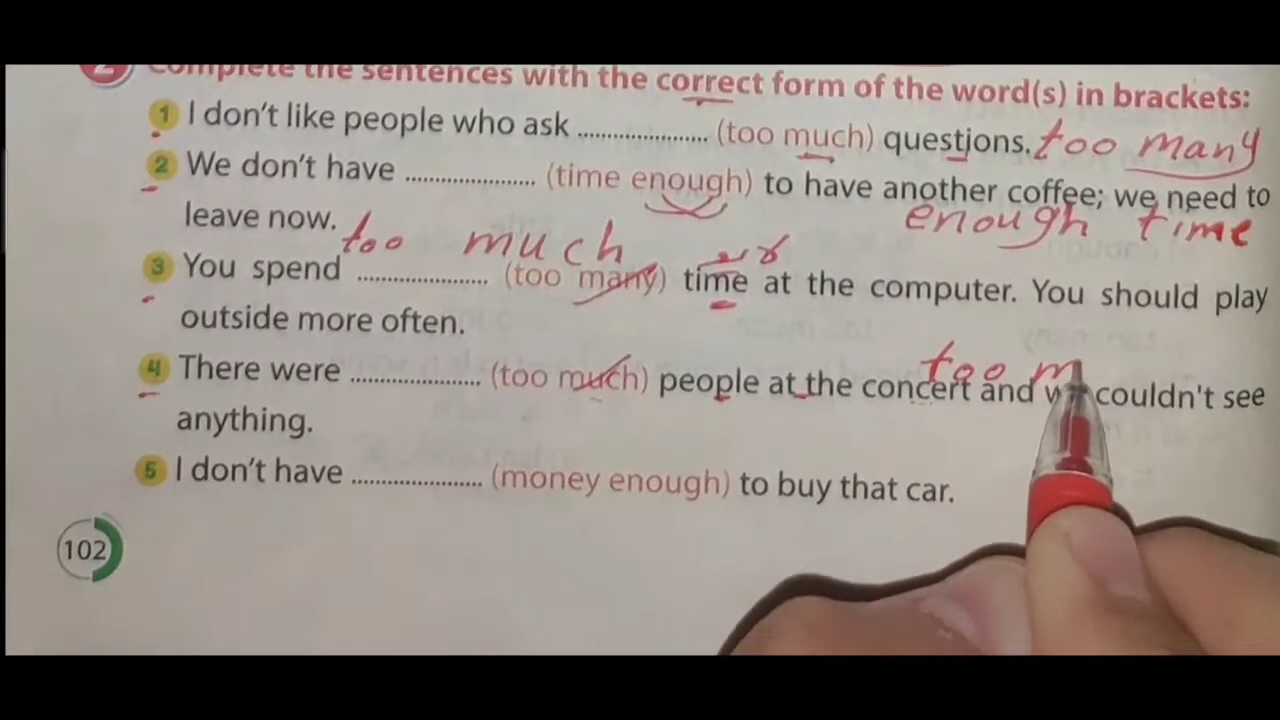 2 Complete the sentences with the correct form of the word(s) in brackets:
1 I don't like people who ask ...................... (too much) questions. too many
2 We don't have ...................... (time enough) to have another coffee; we need to
leave now. enough time
too much
3 You spend ...................... (too many) time at the computer. You should play
outside more often.
too m
4 There were ...................... (too much) people at the concert and couldn't see
anything.
5 I don't have ...................... (money enough) to buy that car.
102